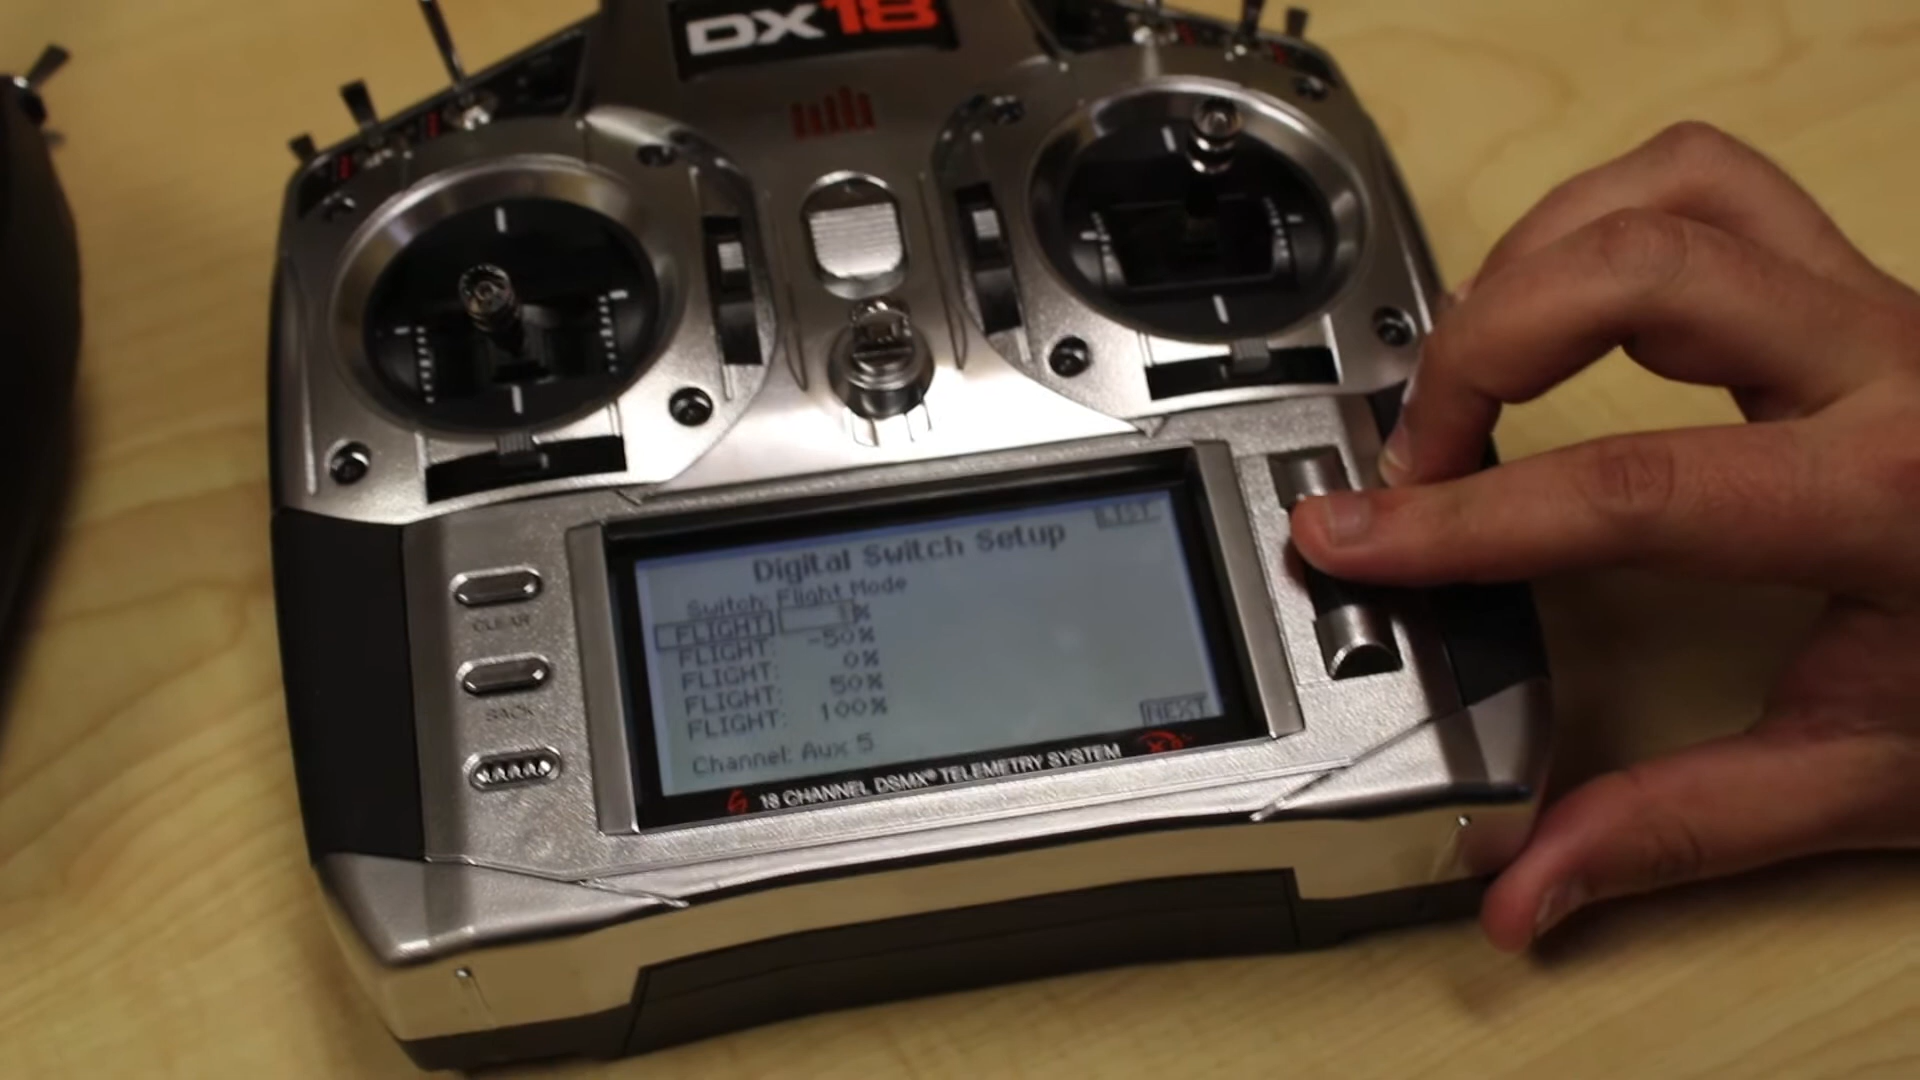 DX18
LIST
Digital Switch Setup
Switch: Flight Mode
FLIGHT %
FLIGHT: -50%
FLIGHT: 0%
FLIGHT: 50%
FLIGHT: 100%
NEXT
Channel: Aux 5
18 CHANNEL DSMX® TELEMETRY SYSTEM
CLEAR
BACK